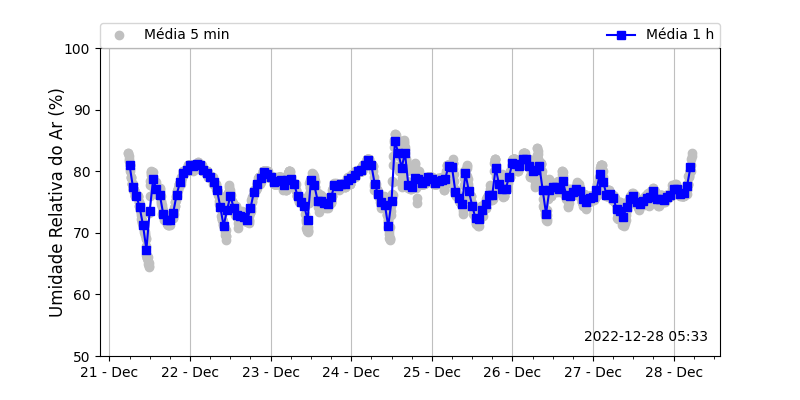 Média 5 min
Média 1 h
Umidade Relativa do Ar (%)
100
90
80
70
60
50
2022-12-28 05:33
21 - Dec
22 - Dec
23 - Dec
24 - Dec
25 - Dec
26 - Dec
27 - Dec
28 - Dec